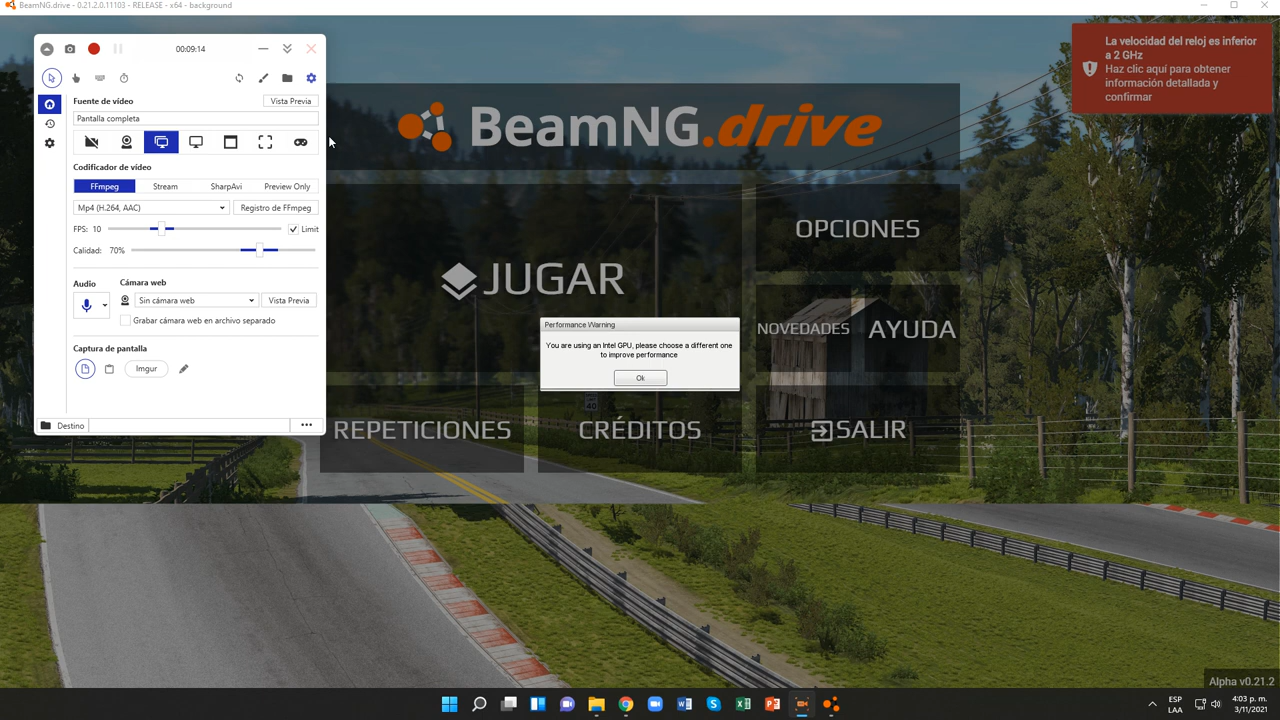 BeamNG.drive - 0.21.2.0.11103 - RELEASE - x64 - background
00:09:14
Fuente de vídeo
Vista Previa
Pantalla completa
Codificador de vídeo
FFmpeg
Stream
SharpAvi
Preview Only
Mp4 (H.264, AAC)
Registro de FFmpeg
FPS: 10
Limit
Calidad: 70%
Audio
Cámara web
Sin cámara web
Vista Previa
Grabar cámara web en archivo separado
Captura de pantalla
Imgur
Destino
La velocidad del reloj es inferior
a 2 GHz
Haz clic aquí para obtener
información detallada y
confirmar
BeamNG.drive
JUGAR
OPCIONES
NOVEDADES
AYUDA
Performance Warning
You are using an Intel GPU, please choose a different one
to improve performance
Ok
40
REPETICIONES
CRÉDITOS
SALIR
Alpha v0.21.2
ESP
LAA
4:03 p. m.
3/11/2021